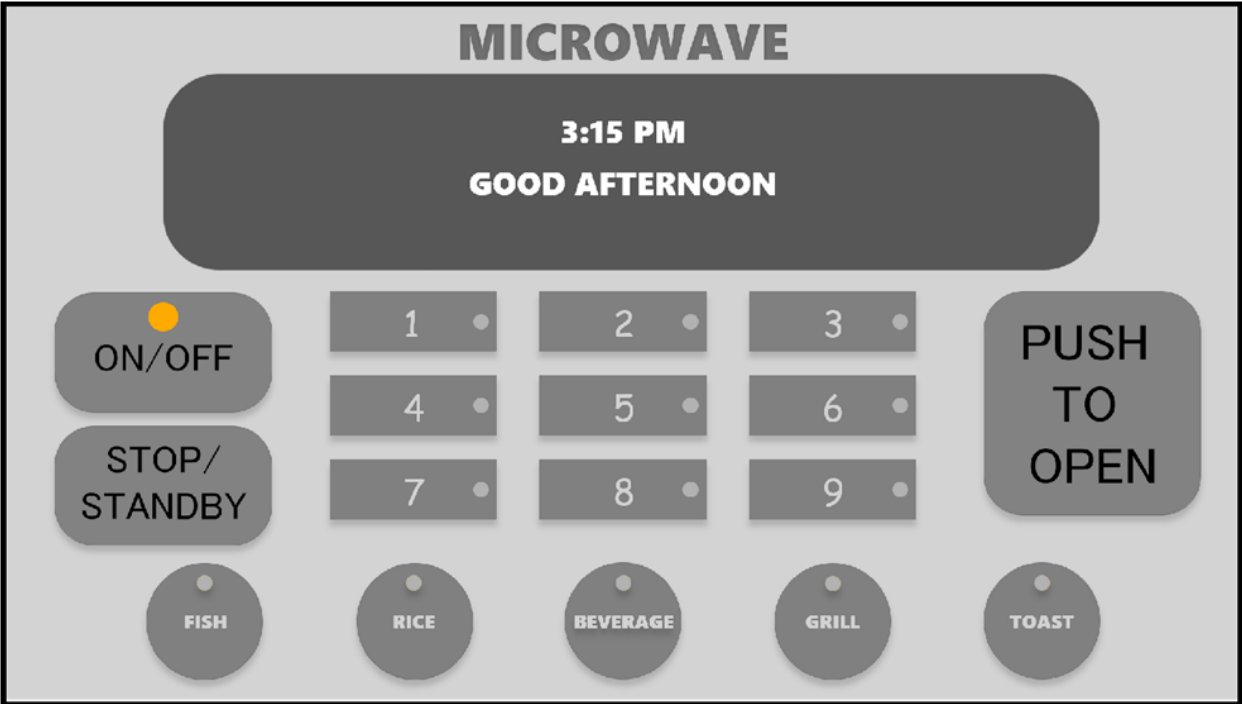 MICROWAVE
3:15 PM
GOOD AFTERNOON
ON/OFF
STOP/
STANDBY
1
2
3
4
5
6
7
8
9
PUSH
TO
OPEN
FISH
RICE
BEVERAGE
GRILL
TOAST